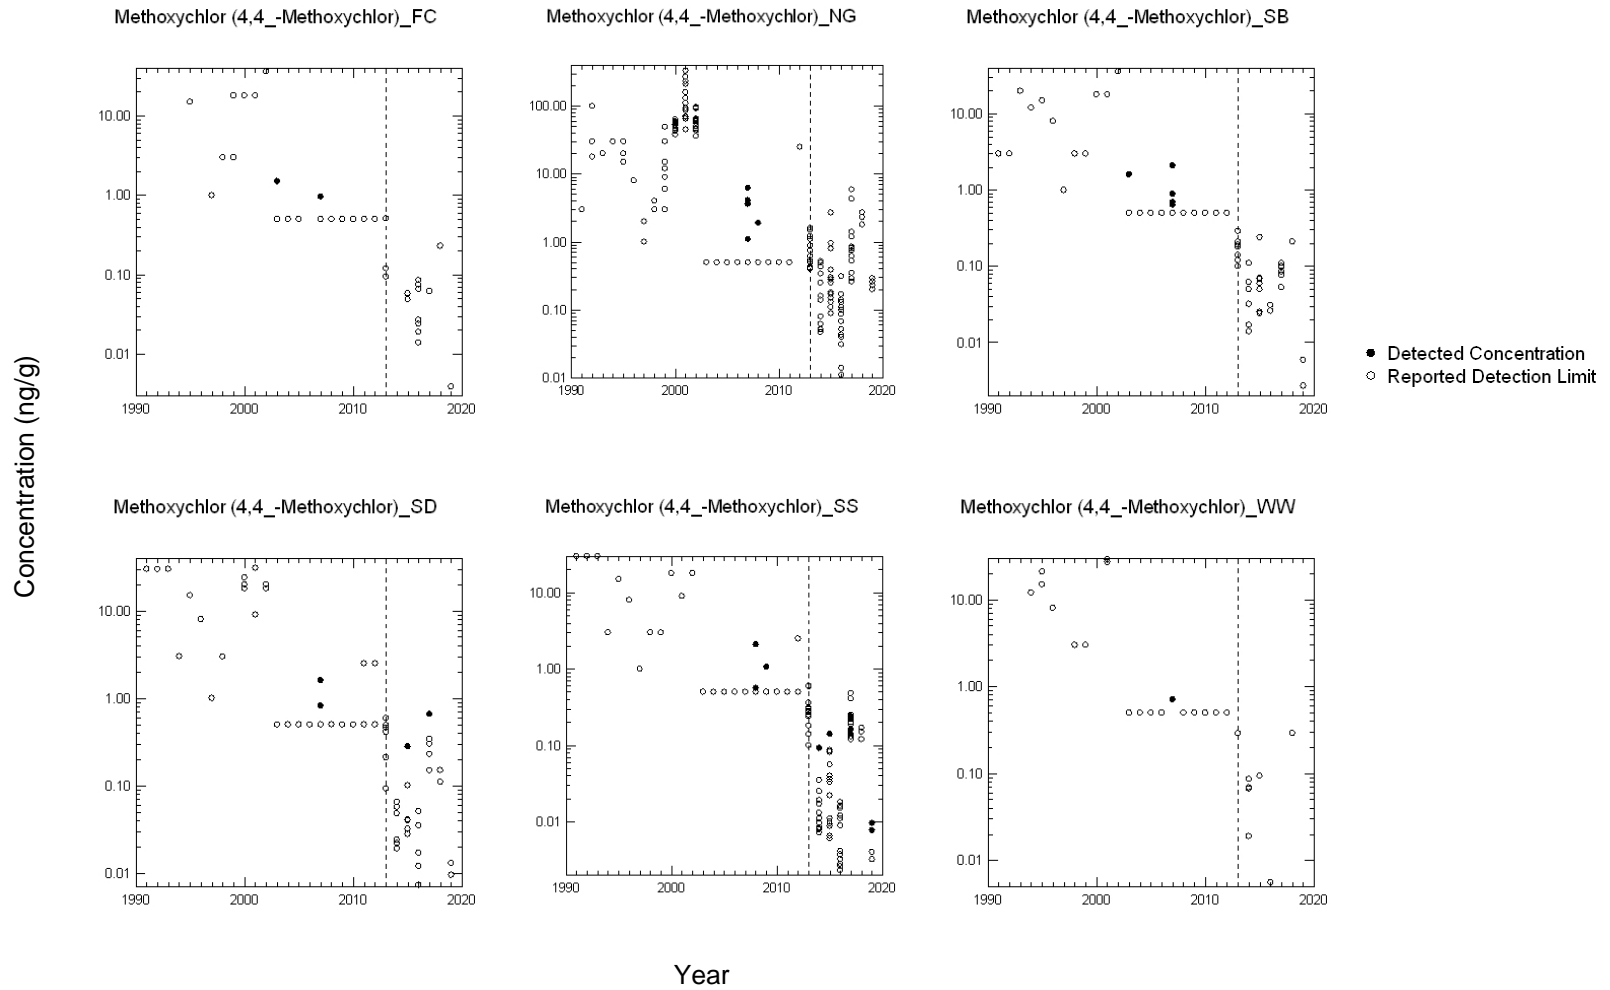 Methoxychlor (4,4_-Methoxychlor)_FC
Methoxychlor (4,4_-Methoxychlor)_NG
Methoxychlor (4,4_-Methoxychlor)_SB
10.00
1.00
0.10
0.01
1990 2000 2010 2020
100.00
10.00
1.00
0.10
0.01
1990 2000 2010 2020
10.00
1.00
0.10
0.01
1990 2000 2010 2020
Detected Concentration
Reported Detection Limit
Concentration (ng/g)
Methoxychlor (4,4_-Methoxychlor)_SD
Methoxychlor (4,4_-Methoxychlor)_SS
Methoxychlor (4,4_-Methoxychlor)_WW
10.00
1.00
0.10
0.01
1990 2000 2010 2020
10.00
1.00
0.10
0.01
1990 2000 2010 2020
10.00
1.00
0.10
0.01
1990 2000 2010 2020
Year